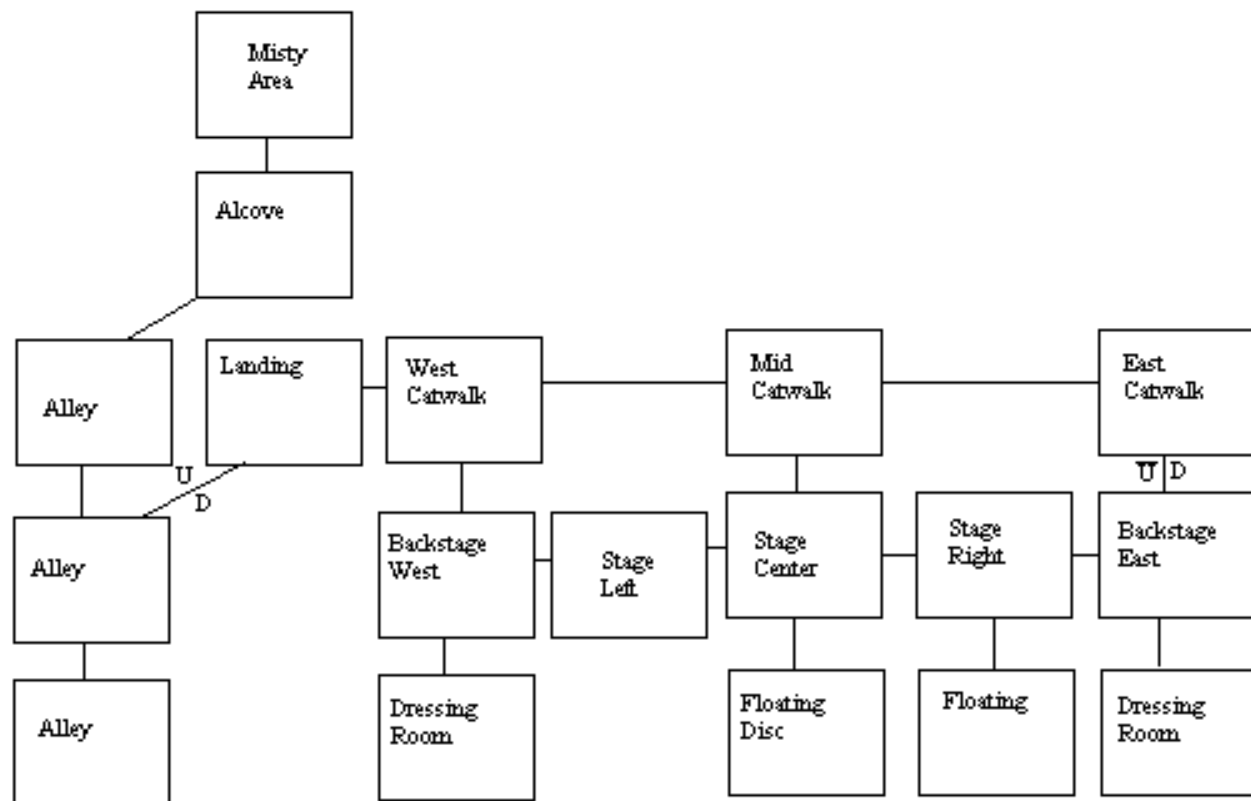 Misty
Area
Alcove
Landing
West
Catwalk
Mid
Catwalk
East
Catwalk
Alley
U
D
U D
Backstage
West
Stage
Left
Stage
Center
Stage
Right
Backstage
East
Alley
Dressing
Room
Floating
Disc
Floating
Dressing
Room
Alley